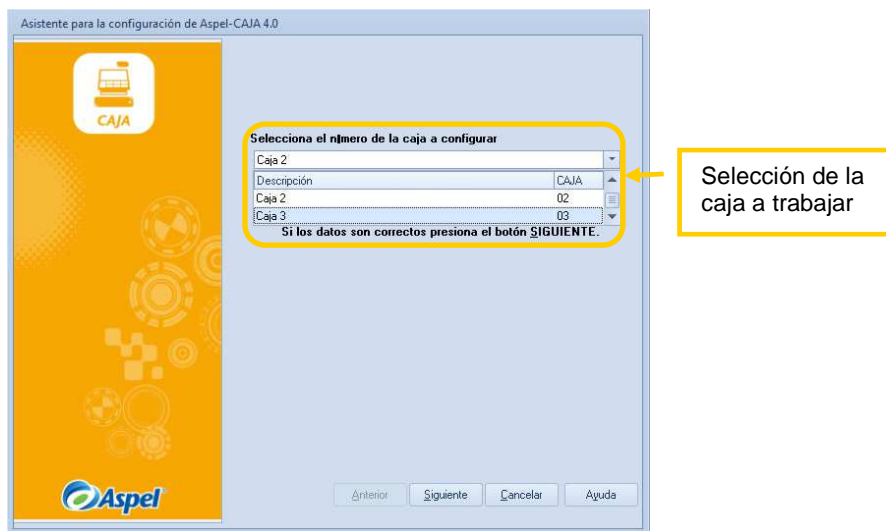 Asistente para la configuración de Aspel-CAJA 4.0
CAJA
Selecciona el número de la caja a configurar
Caja 2
Descripción CAJA
Caja 2 02
Caja 3 03
Si los datos son correctos presiona el botón SIGUIENTE.
Selección de la
caja a trabajar
Aspel
Anterior Siguiente Cancelar Ayuda